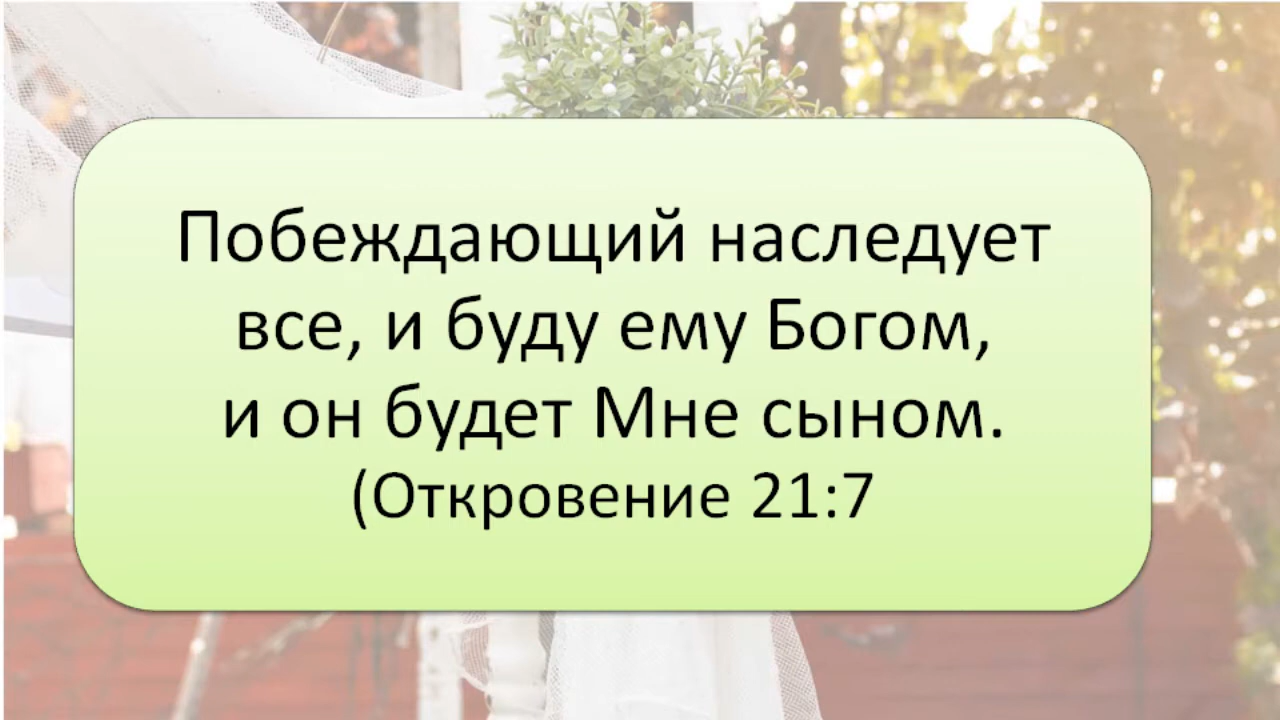 Побеждающий наследует
все, и буду ему Богом,
и он будет Мне сыном.
(Откровение 21:7